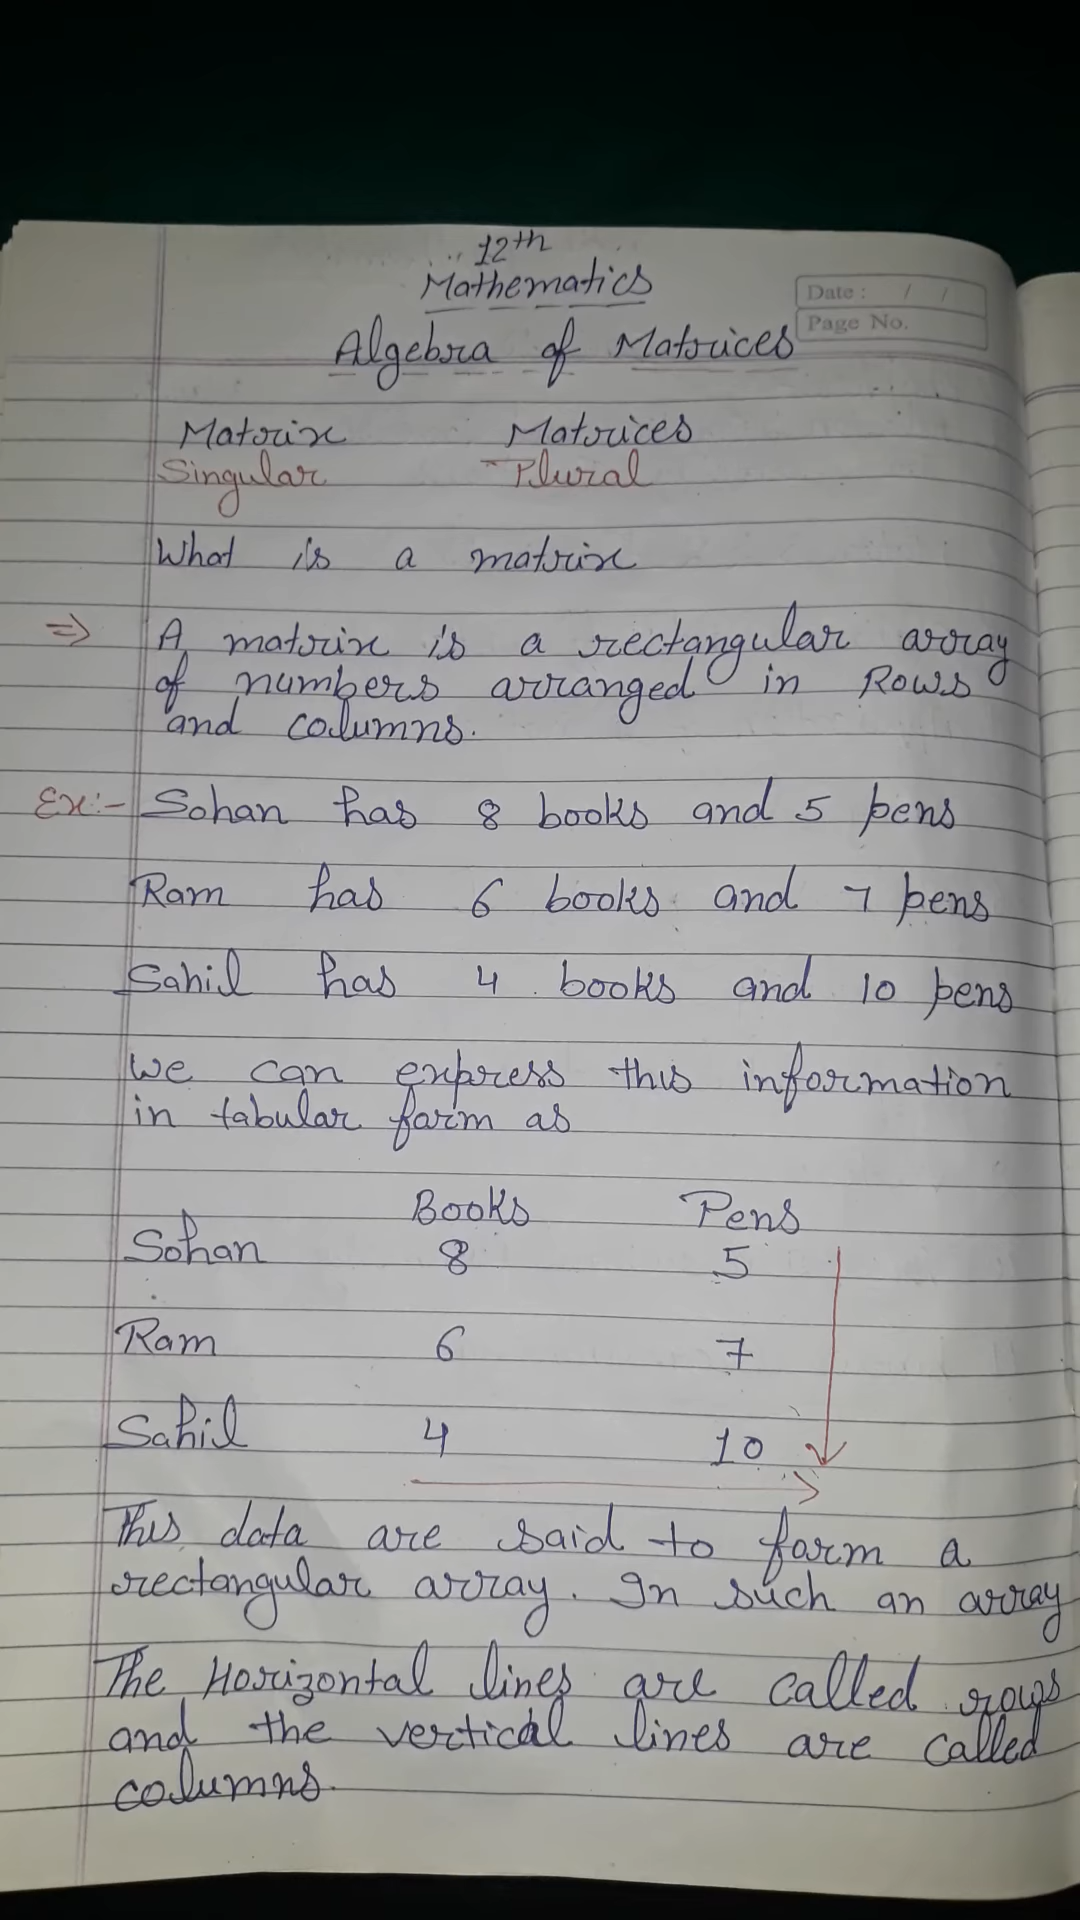 12th
Mathematics
Date : / /
Page No.
Algebra of Matrices
Matrix Matrices
Singular Plural
What is a matrix
⇒ A matrix is a rectangular array
of numbers arranged in Rows
and columns.
Ex:- Sohan has 8 books and 5 pens
Ram has 6 books and 7 pens
Sahil has 4 books and 10 pens
we can express this information
in tabular form as
Books Pens
Sohan 8 5
Ram 6 7
Sahil 4 10
This data are said to form a
rectangular array. In such an array
The Horizontal lines are called rows
and the vertical lines are called
columns.